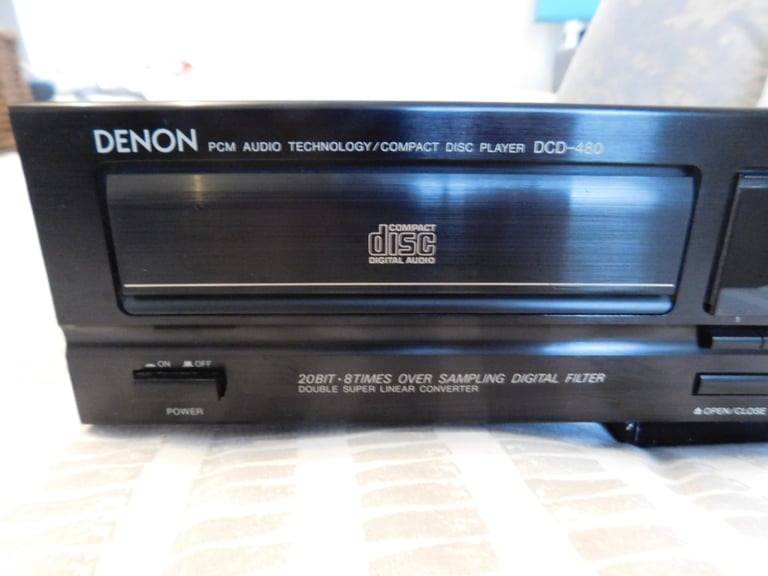 DENON PCM AUDIO TECHNOLOGY/COMPACT DISC PLAYER DCD-480
COMPACT
disc
DIGITAL AUDIO
ON OFF
POWER
20BIT·8TIMES OVER SAMPLING DIGITAL FILTER
DOUBLE SUPER LINEAR CONVERTER
OPEN/CLOSE